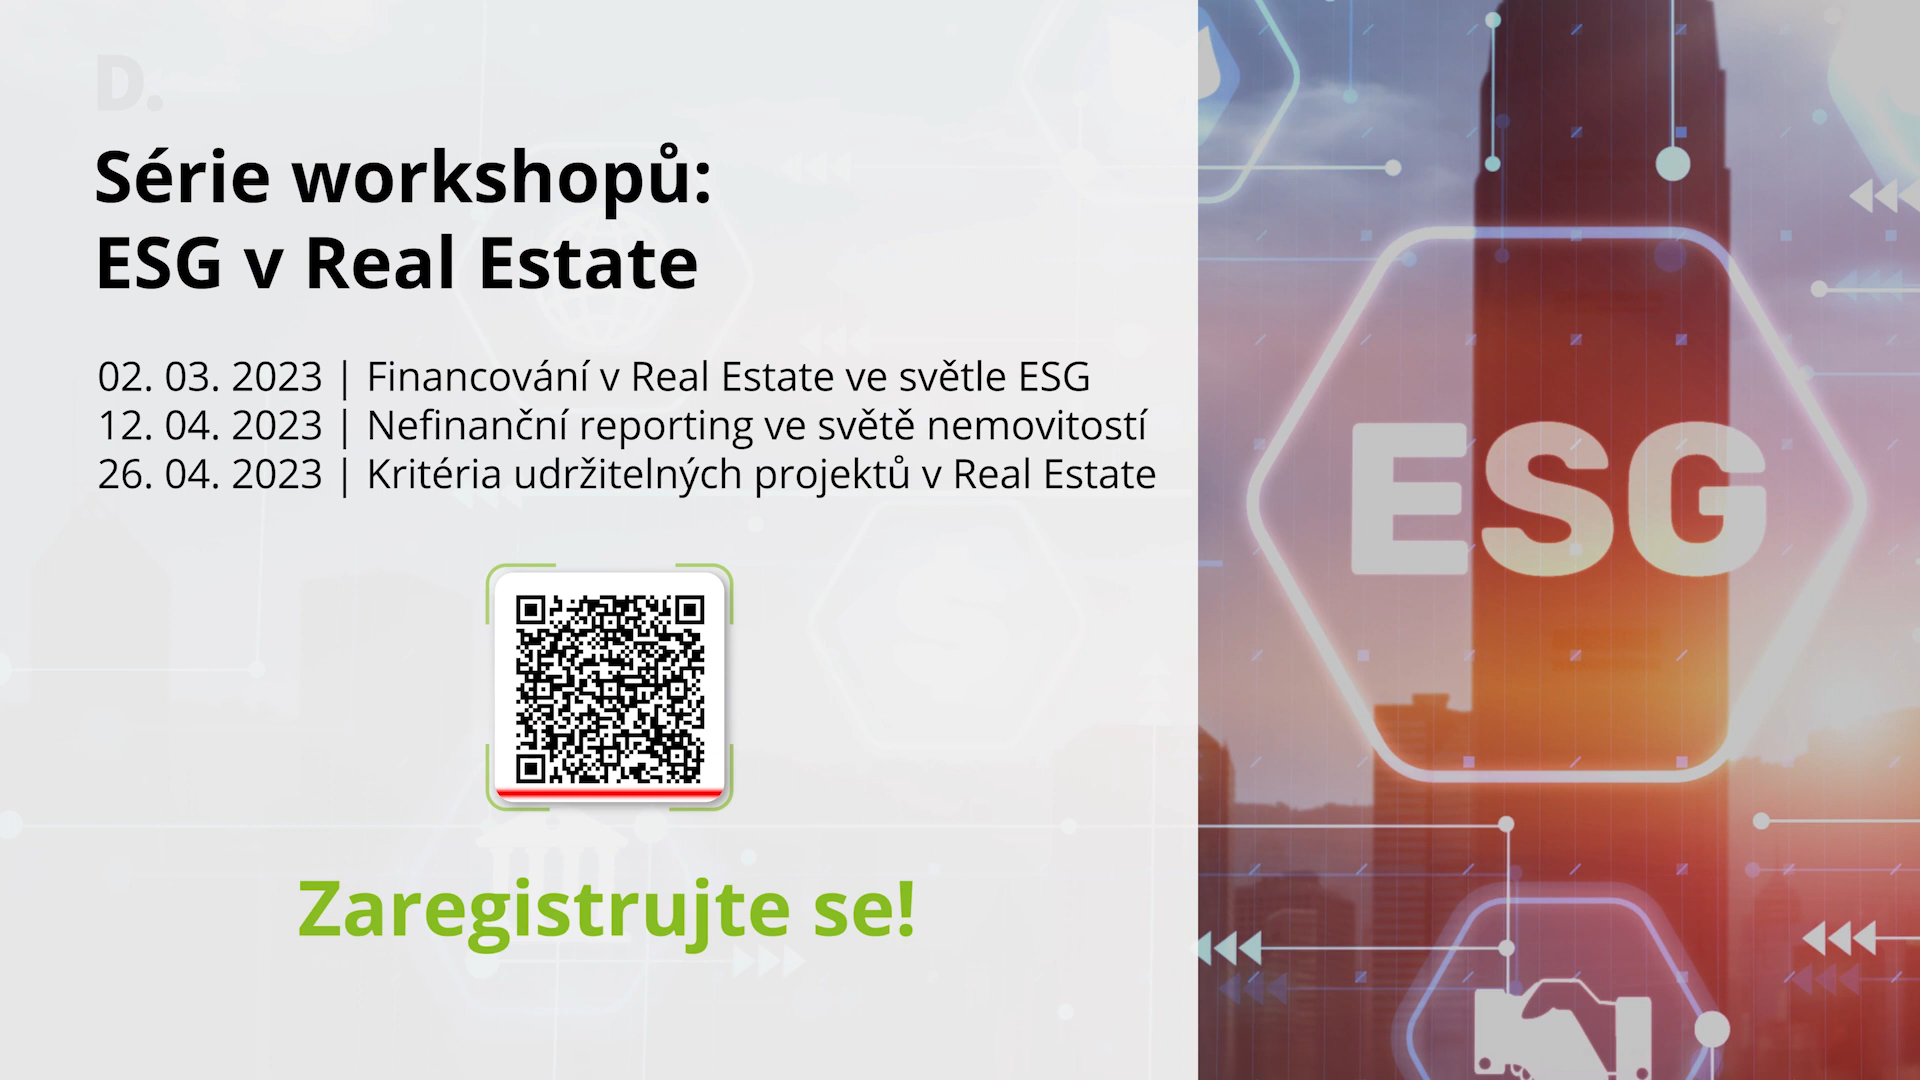 D.
Série workshopů:
ESG v Real Estate
02. 03. 2023 | Financování v Real Estate ve světle ESG
12. 04. 2023 | Nefinanční reporting ve světě nemovitostí
26. 04. 2023 | Kritéria udržitelných projektů v Real Estate
Zaregistrujte se!
ESG